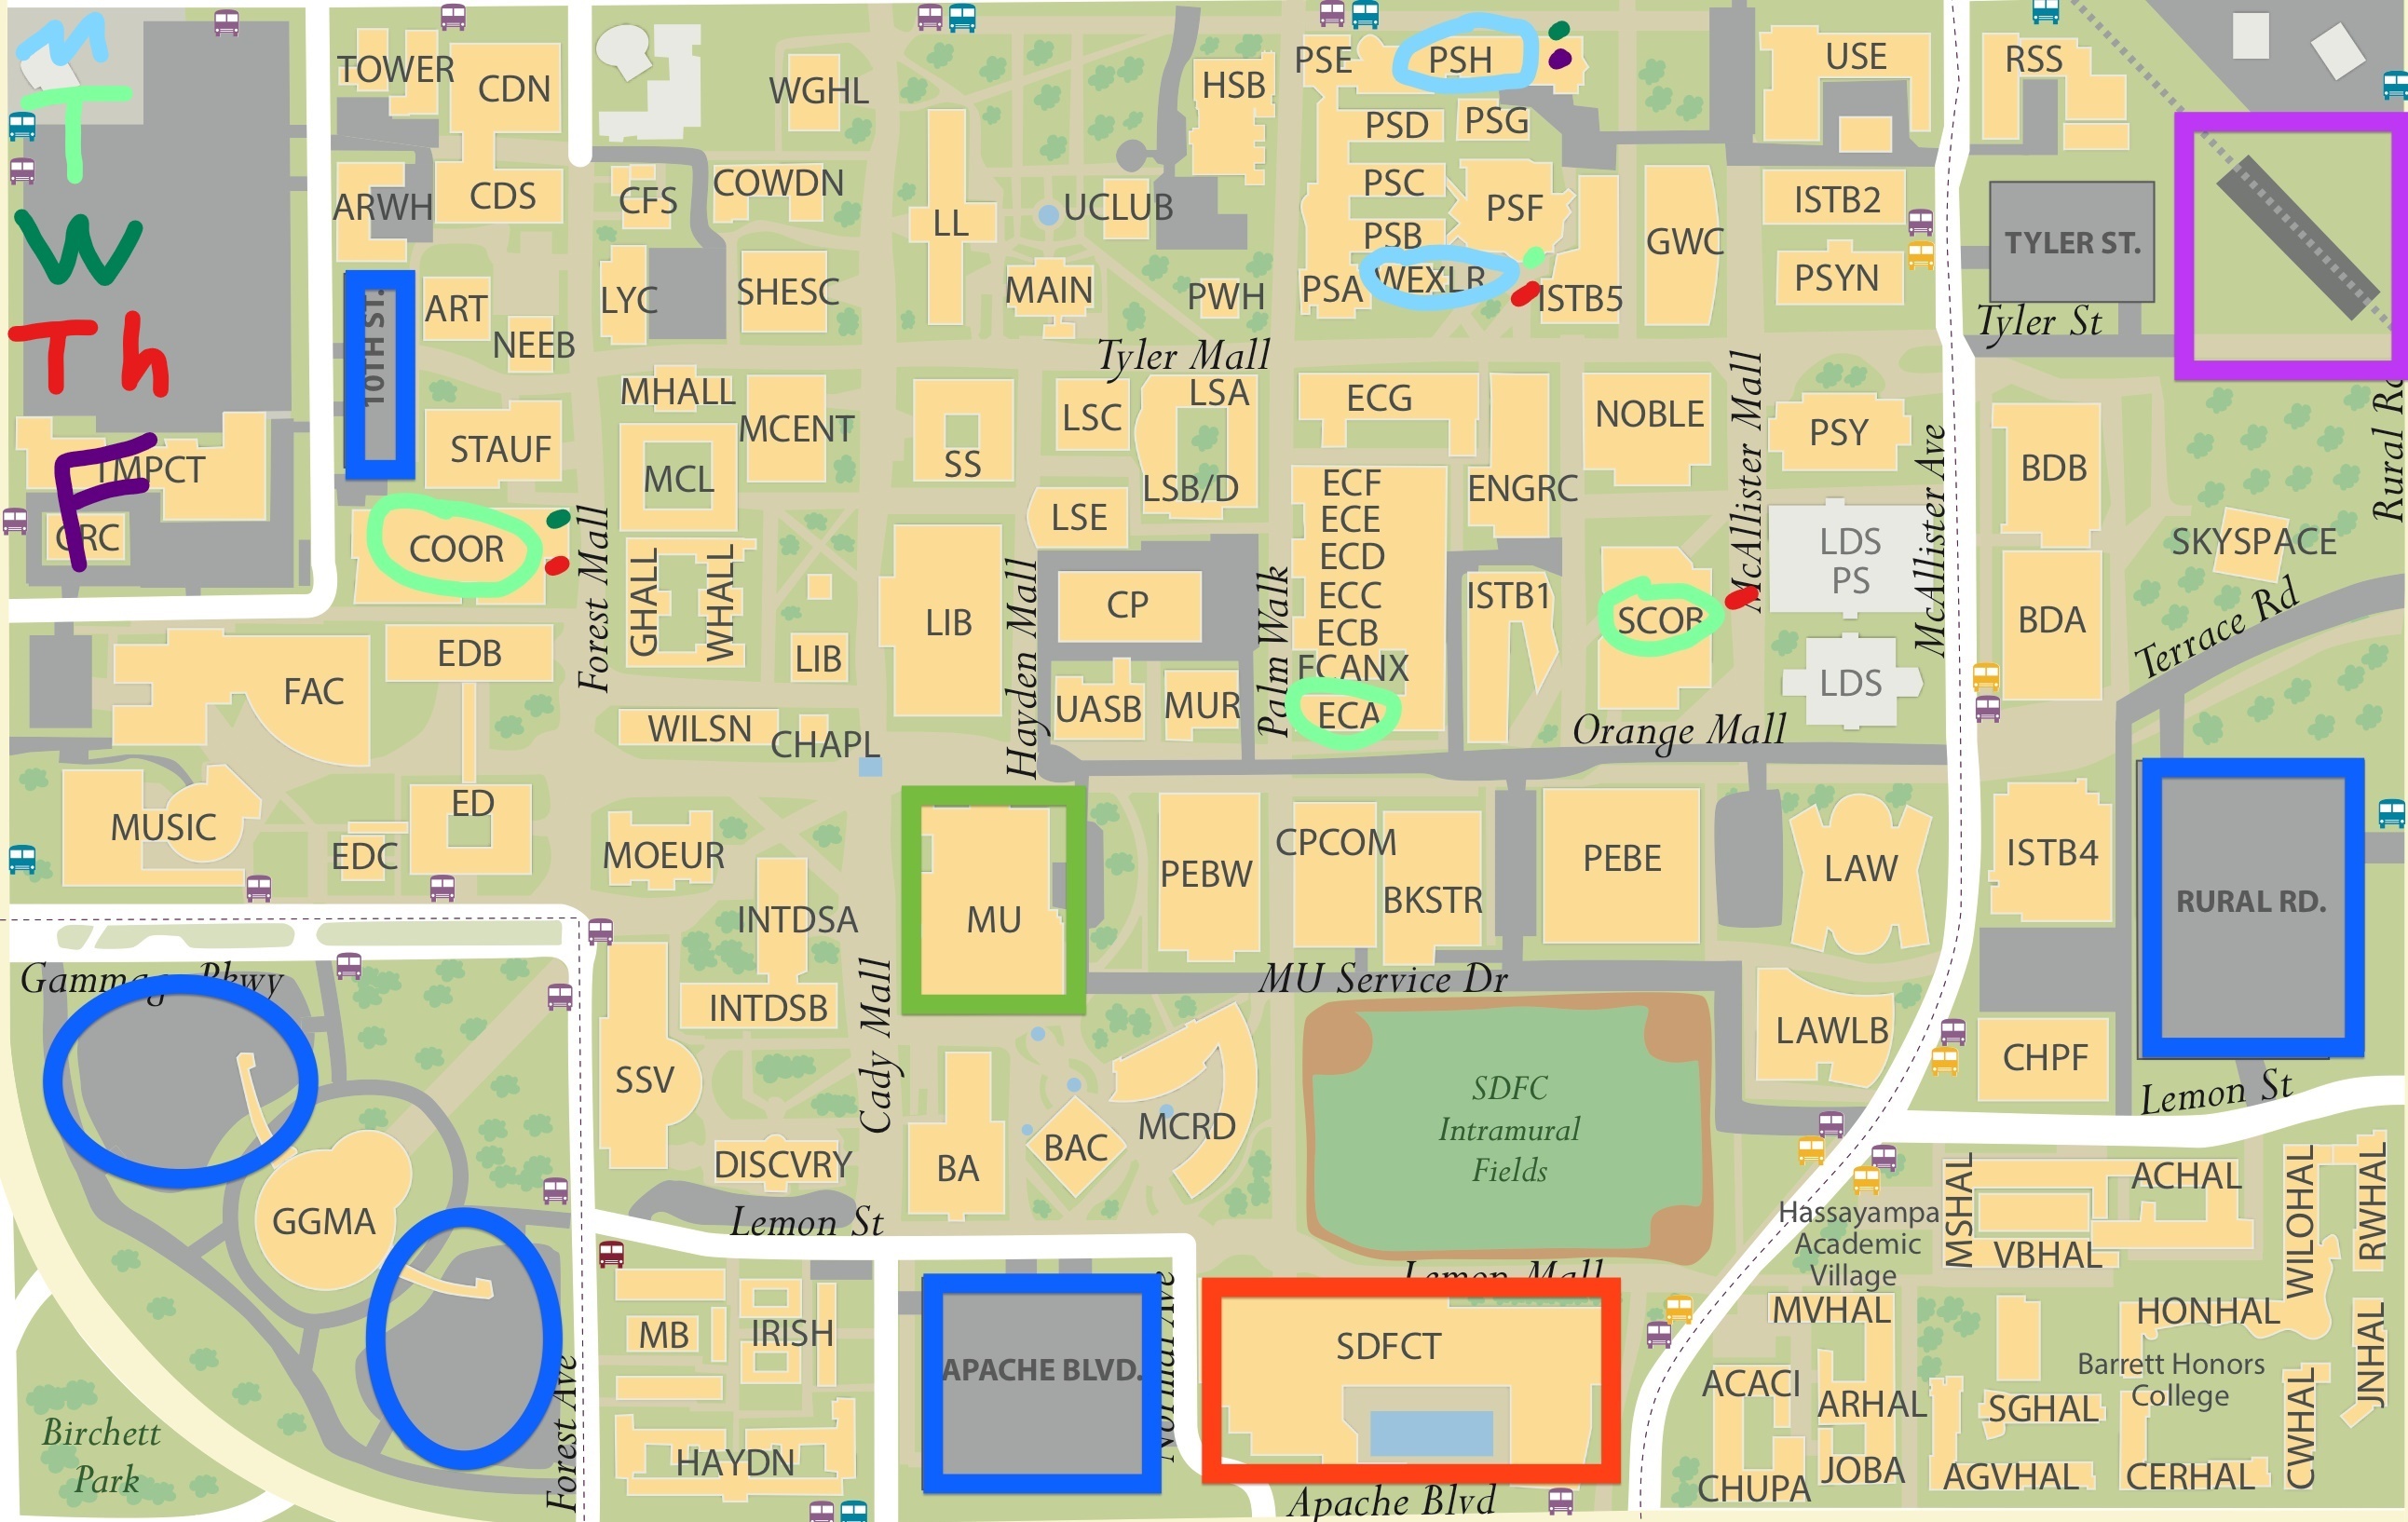 M
TOWER
CDN
WGHL
HSB
PSE
PSH
USE
RSS
T
PSD
PSG
ARWH
CDS
CFS
COWDN
LL
UCLUB
PSC
PSF
ISTB2
W
PSB
GWC
TYLER ST.
LYC
SHESC
MAIN
PWH
PSA
WEXLR
ISTB5
PSYN
10TH ST.
ART
NEEB
Tyler St
Th
Tyler Mall
MHALL
MCENT
LSC
LSA
ECG
NOBLE
McAllister Mall
PSY
McAllister Ave
Rural Rd
F
TMPCT
STAUF
MCL
SS
LSB/D
ECF
ENGRC
BDB
CRC
COOR
Forest Mall
LSE
ECE
LDS
PS
SKYSPACE
ECD
GHALL
WHALL
LIB
Hayden Mall
CP
Palm Walk
ECC
ISTB1
SCOB
BDA
Terrace Rd
EDB
LIB
ECB
FAC
ECANX
LDS
WILSN
CHAPL
UASB
MUR
ECA
Orange Mall
MUSIC
ED
EDC
MOEUR
CPCOM
PEBW
BKSTR
PEBE
LAW
ISTB4
RURAL RD.
INTDSA
MU
Gammage Pkwy
Cady Mall
MU Service Dr
INTDSB
LAWLB
CHPF
SSV
SDFC
Intramural
Fields
Lemon St
MCRD
DISCVRY
BA
BAC
Lemon St
GGMA
Hassayampa
Academic
Village
MSHAL
ACHAL
VBHAL
WILOHAL
RWHAL
Lemon Mall
MB
IRISH
APACHE BLVD.
Norman Ave
SDFCT
MVHAL
HONHAL
JNHAL
Barrett Honors
College
ACACI
ARHAL
SGHAL
CWHAL
Birchett
Park
Forest Ave
HAYDN
JOBA
CHUPA
AGVHAL
CERHAL
Apache Blvd